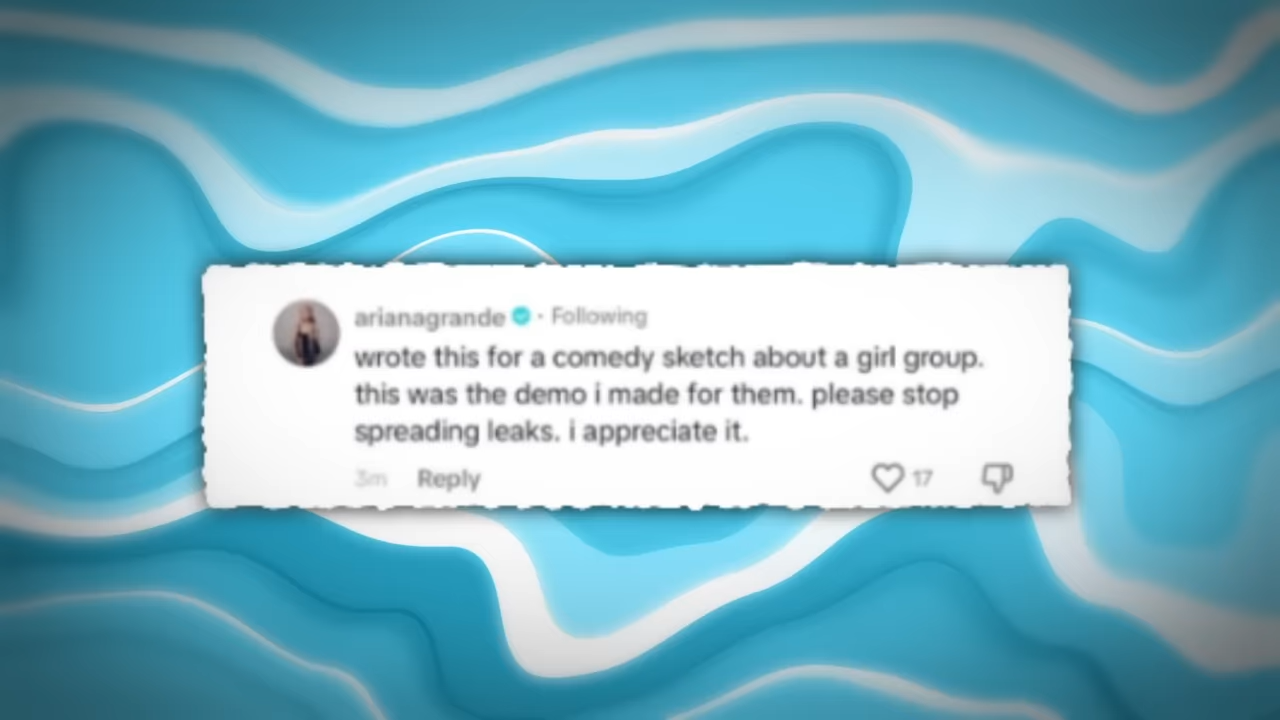 arianagrande · Following
wrote this for a comedy sketch about a girl group.
this was the demo i made for them. please stop
spreading leaks. i appreciate it.
3m Reply 17